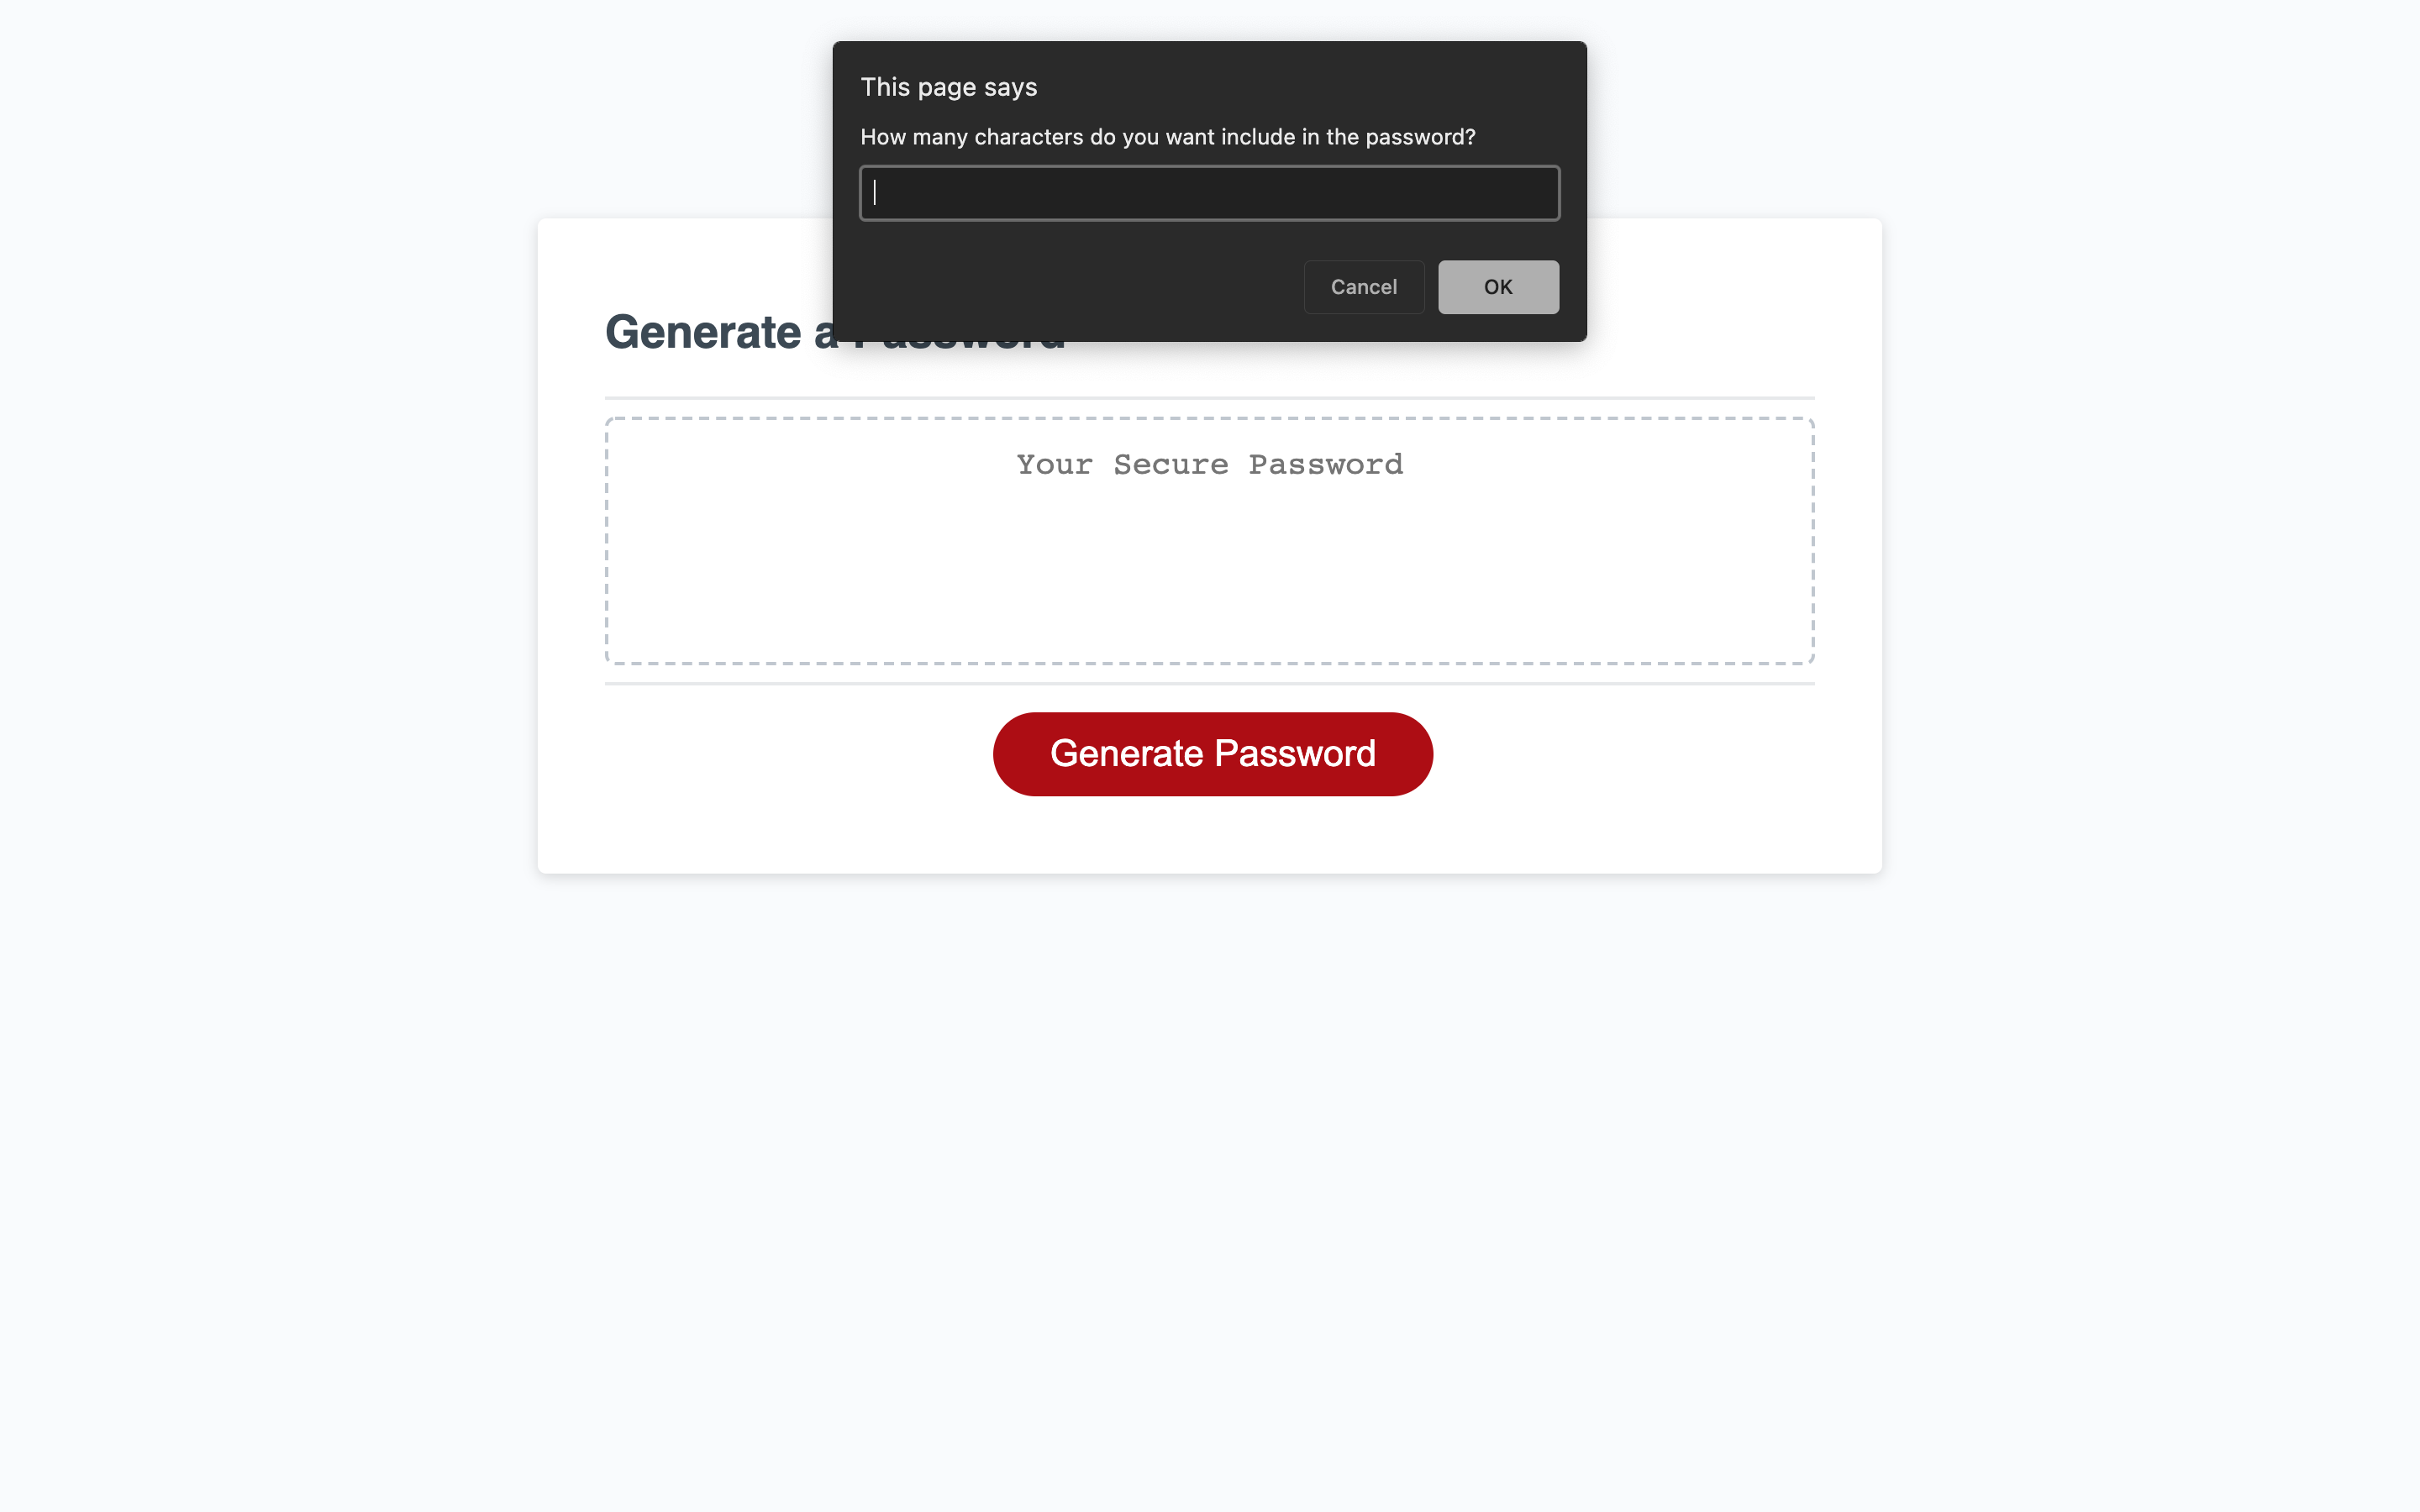 This page says
How many characters do you want include in the password?
Cancel
OK
Generate a Password
Your Secure Password
Generate Password